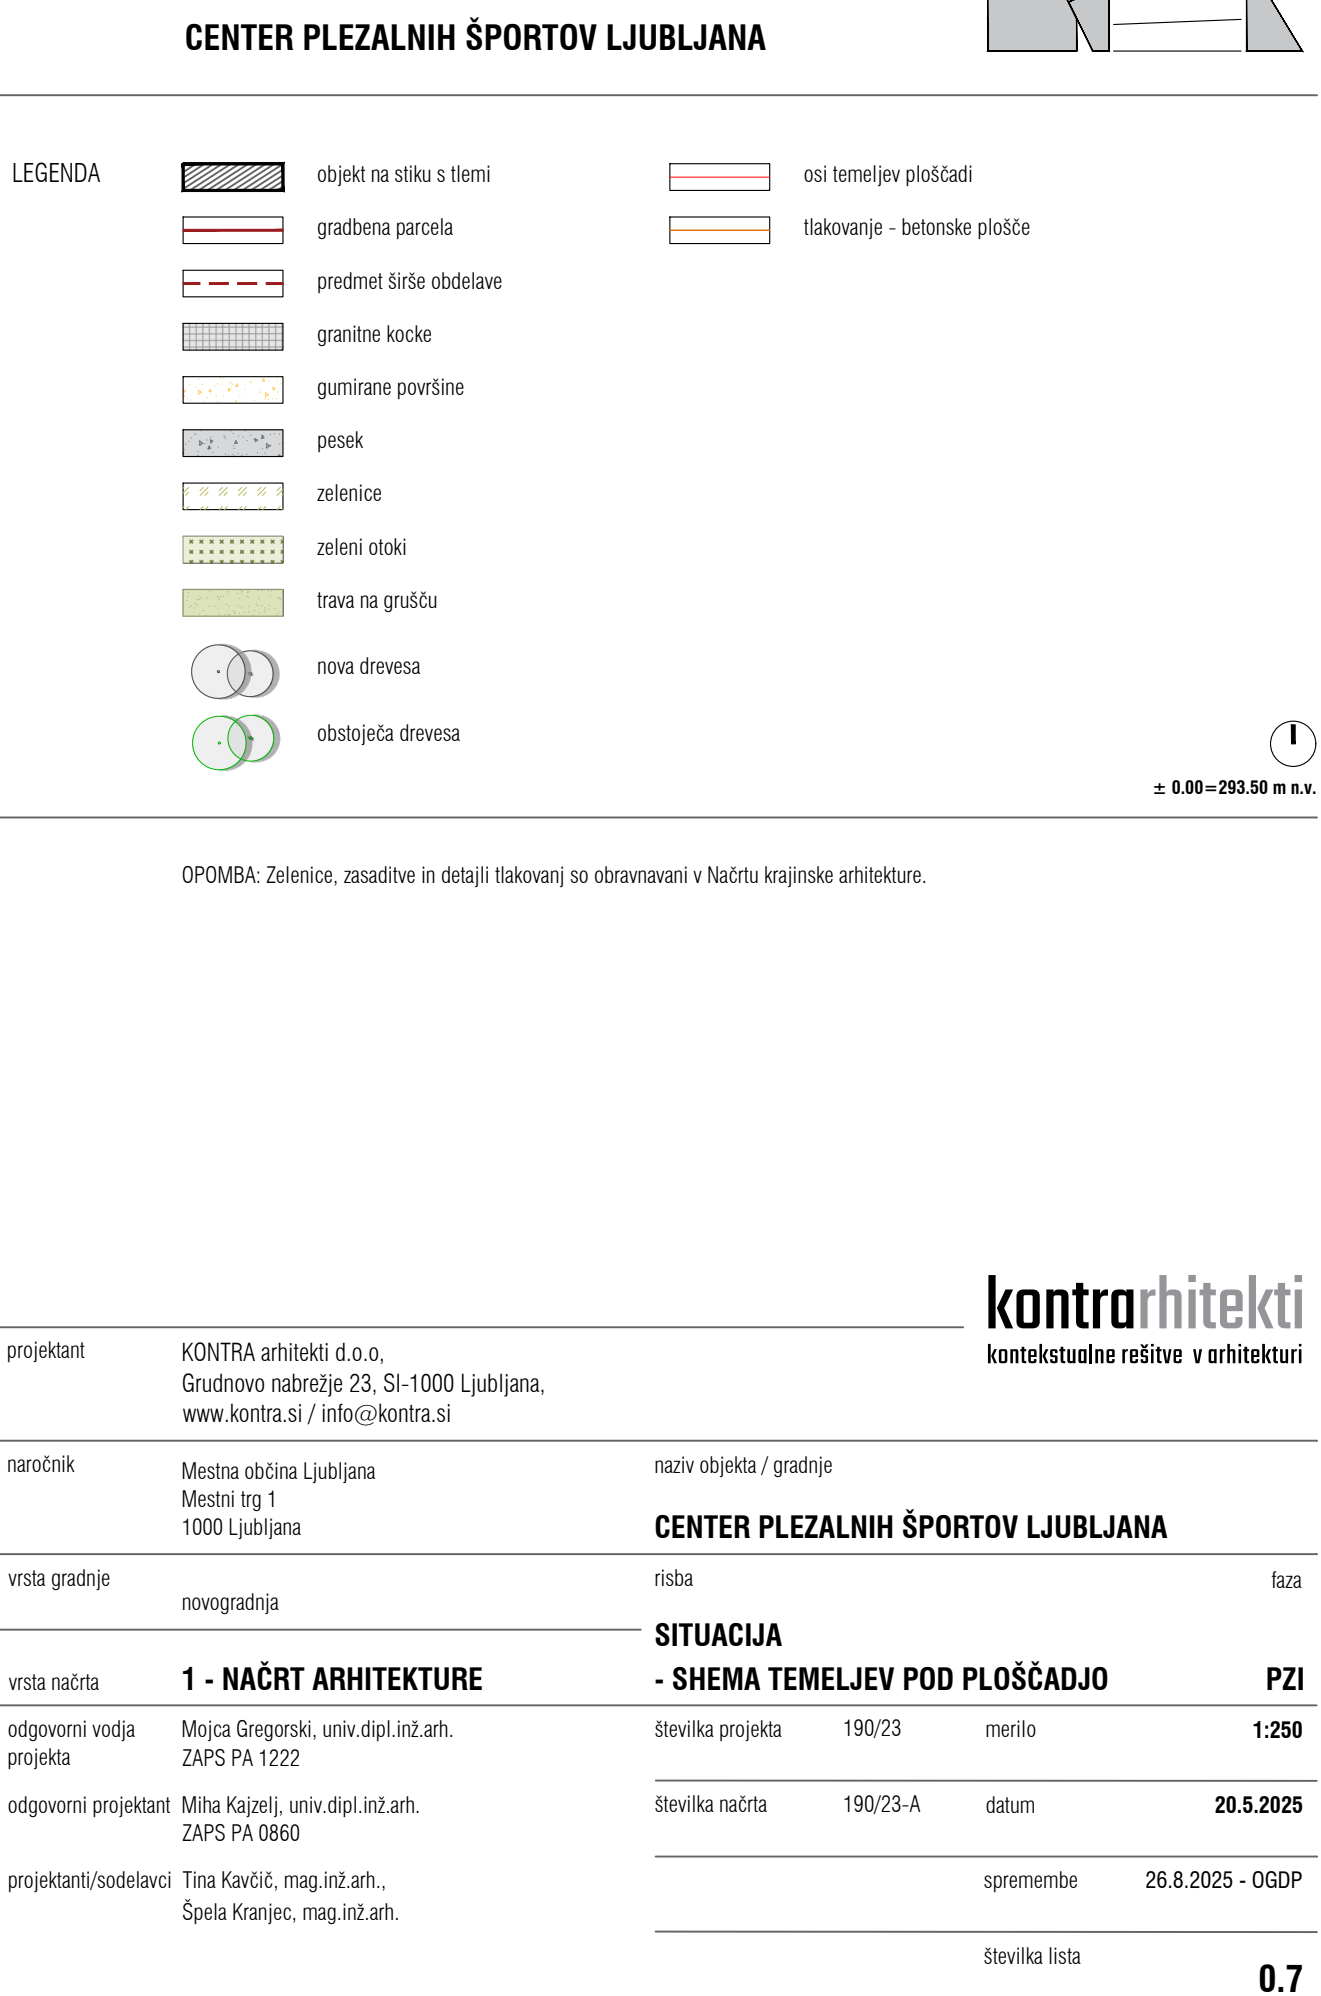 CENTER PLEZALNIH ŠPORTOV LJUBLJANA
LEGENDA
objekt na stiku s tlemi
gradbena parcela
predmet širše obdelave
granitne kocke
gumirane površine
pesek
zelenice
zeleni otoki
trava na grušču
nova drevesa
obstoječa drevesa
osi temeljev ploščadi
tlakovanje - betonske plošče
± 0.00=293.50 m n.v.
OPOMBA: Zelenice, zasaditve in detajli tlakovanj so obravnavani v Načrtu krajinske arhitekture.
kontrarhitekti
kontekstualne rešitve v arhitekturi
projektant
KONTRA arhitekti d.o.o,
Grudnovo nabrežje 23, SI-1000 Ljubljana,
www.kontra.si / info@kontra.si
naročnik
Mestna občina Ljubljana
Mestni trg 1
1000 Ljubljana
naziv objekta / gradnje
CENTER PLEZALNIH ŠPORTOV LJUBLJANA
vrsta gradnje
novogradnja
risba
faza
SITUACIJA
- SHEMA TEMELJEV POD PLOŠČADJO
PZI
vrsta načrta
1 - NAČRT ARHITEKTURE
odgovorni vodja
projekta
Mojca Gregorski, univ.dipl.inž.arh.
ZAPS PA 1222
številka projekta
190/23
merilo
1:250
odgovorni projektant
Miha Kajzelj, univ.dipl.inž.arh.
ZAPS PA 0860
številka načrta
190/23-A
datum
20.5.2025
projektanti/sodelavci
Tina Kavčič, mag.inž.arh.,
Špela Kranjec, mag.inž.arh.
spremembe
26.8.2025 - OGDP
številka lista
0.7